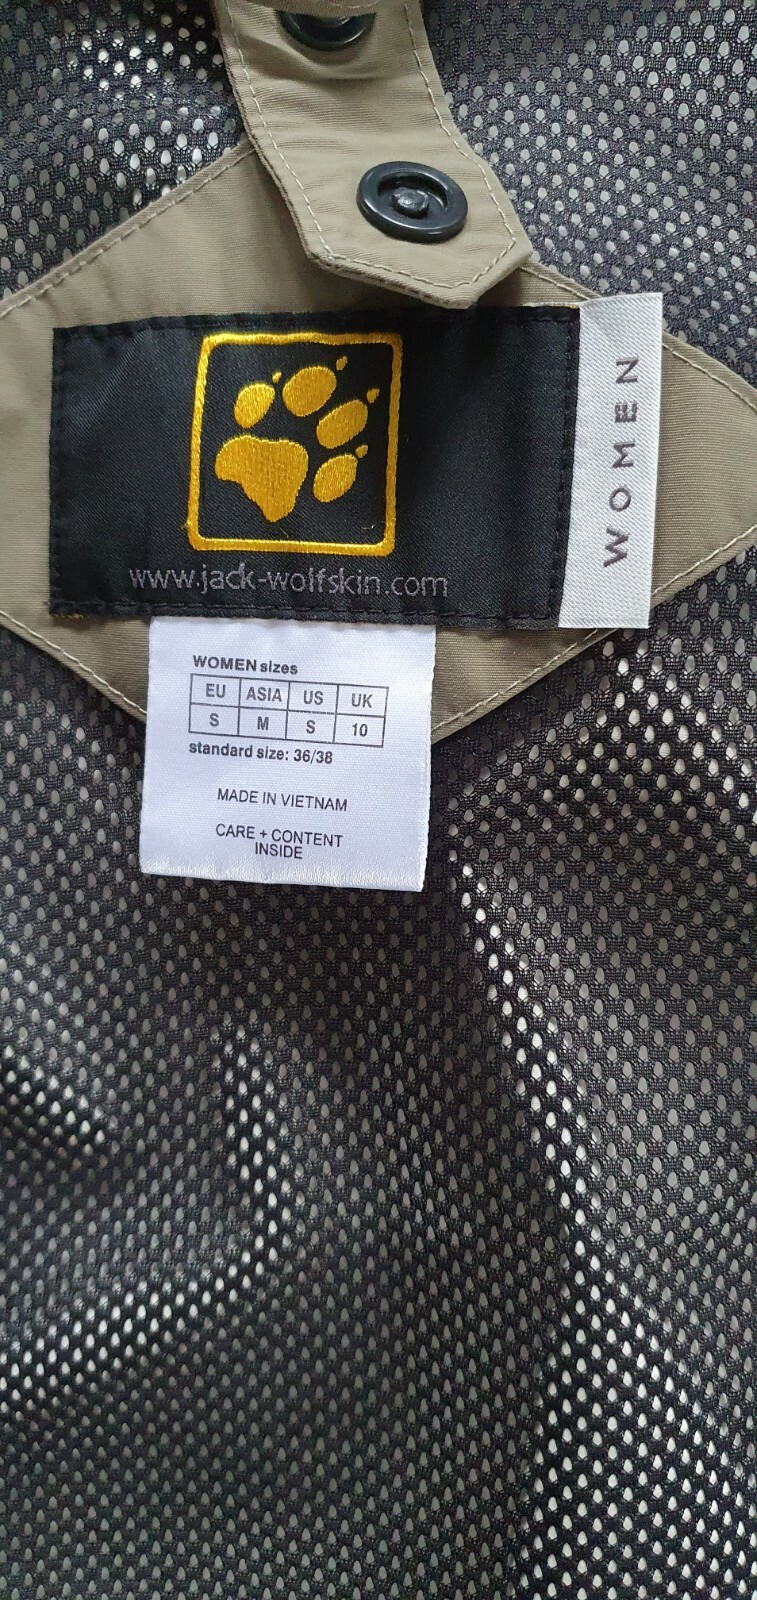 WOMEN
www.jack-wolfskin.com
WOMEN sizes
EU ASIA US UK
S M S 10
standard size: 36/38
MADE IN VIETNAM
CARE + CONTENT
INSIDE